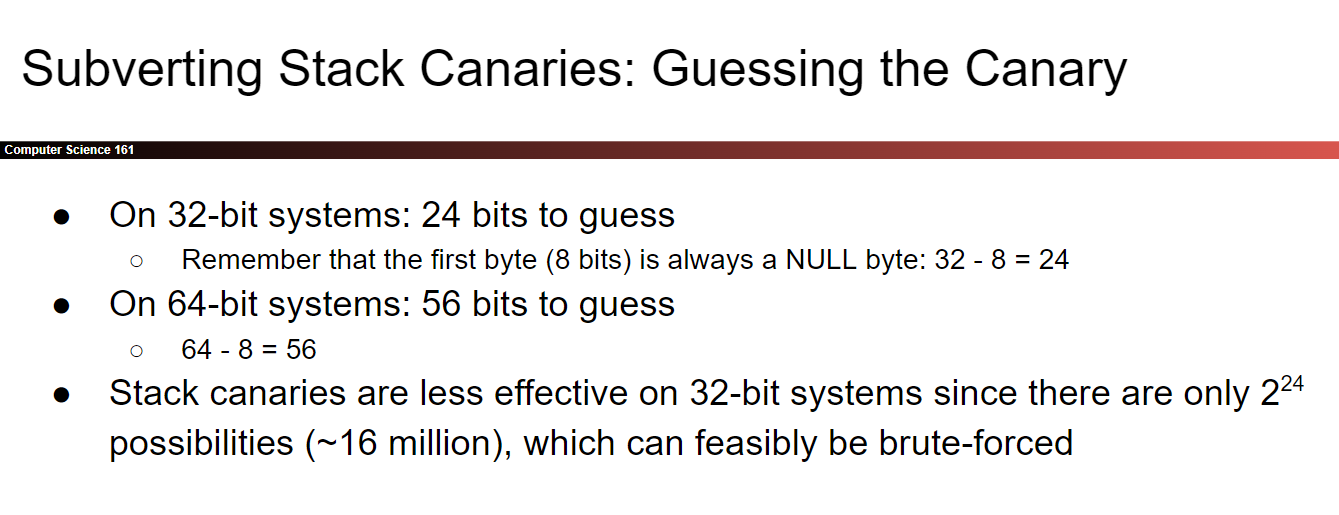 Subverting Stack Canaries: Guessing the Canary
Computer Science 161
● On 32-bit systems: 24 bits to guess
○ Remember that the first byte (8 bits) is always a NULL byte: 32 - 8 = 24
● On 64-bit systems: 56 bits to guess
○ 64 - 8 = 56
● Stack canaries are less effective on 32-bit systems since there are only 2²⁴
possibilities (~16 million), which can feasibly be brute-forced